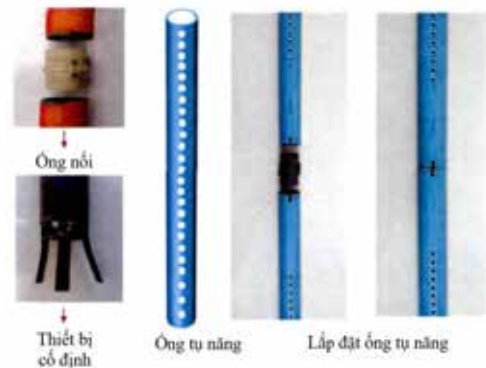 Ống nối
Thiết bị
cố định
Ống tụ năng
Lắp đặt ống tụ năng